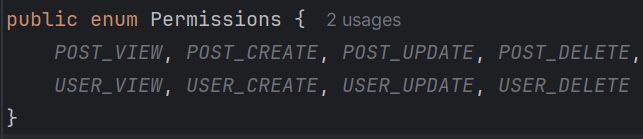 public enum Permissions { 2 usages
POST_VIEW, POST_CREATE, POST_UPDATE, POST_DELETE,
USER_VIEW, USER_CREATE, USER_UPDATE, USER_DELETE
}